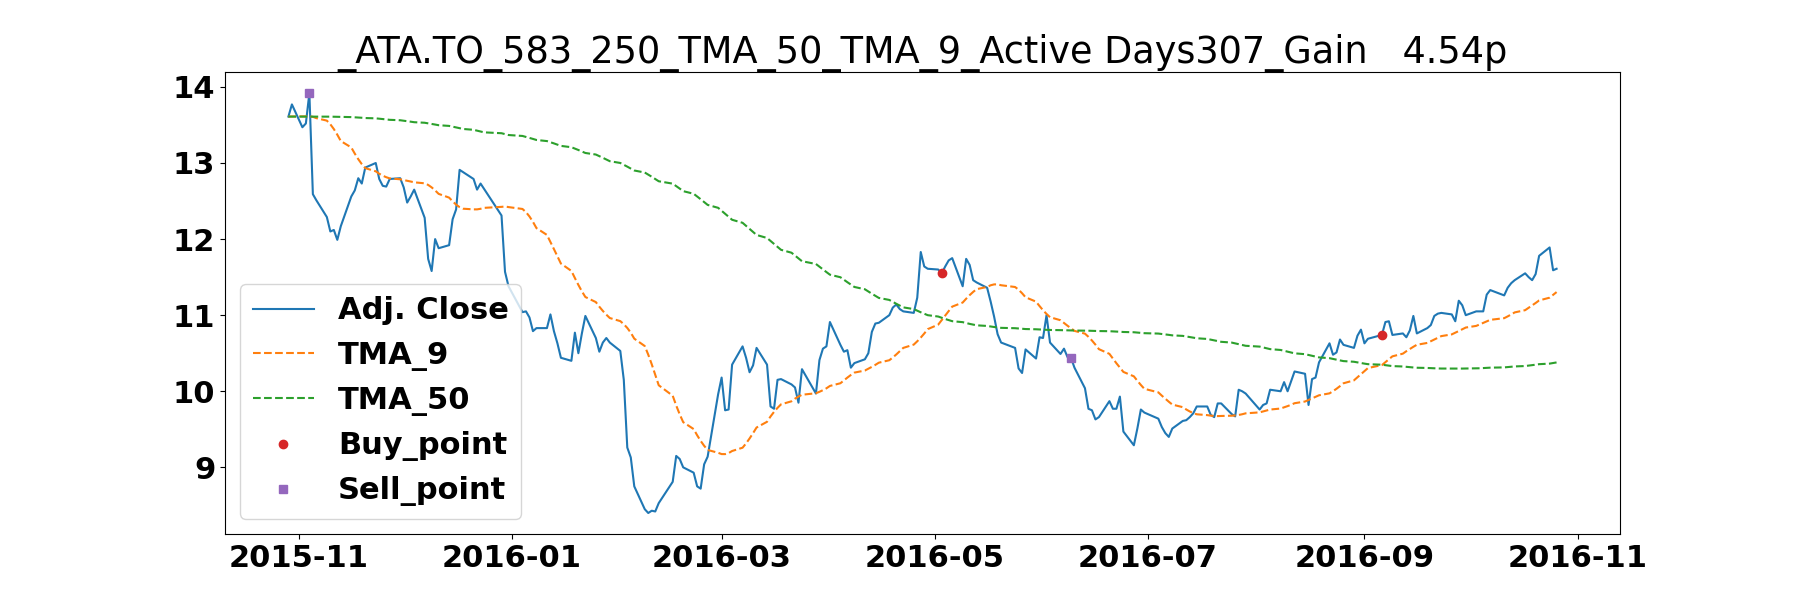 _ATA.TO_583_250_TMA_50_TMA_9_Active Days307_Gain   4.54p
14
13
12
11
10
9
Adj. Close
TMA_9
TMA_50
Buy_point
Sell_point
2015-11 2016-01 2016-03 2016-05 2016-07 2016-09 2016-11